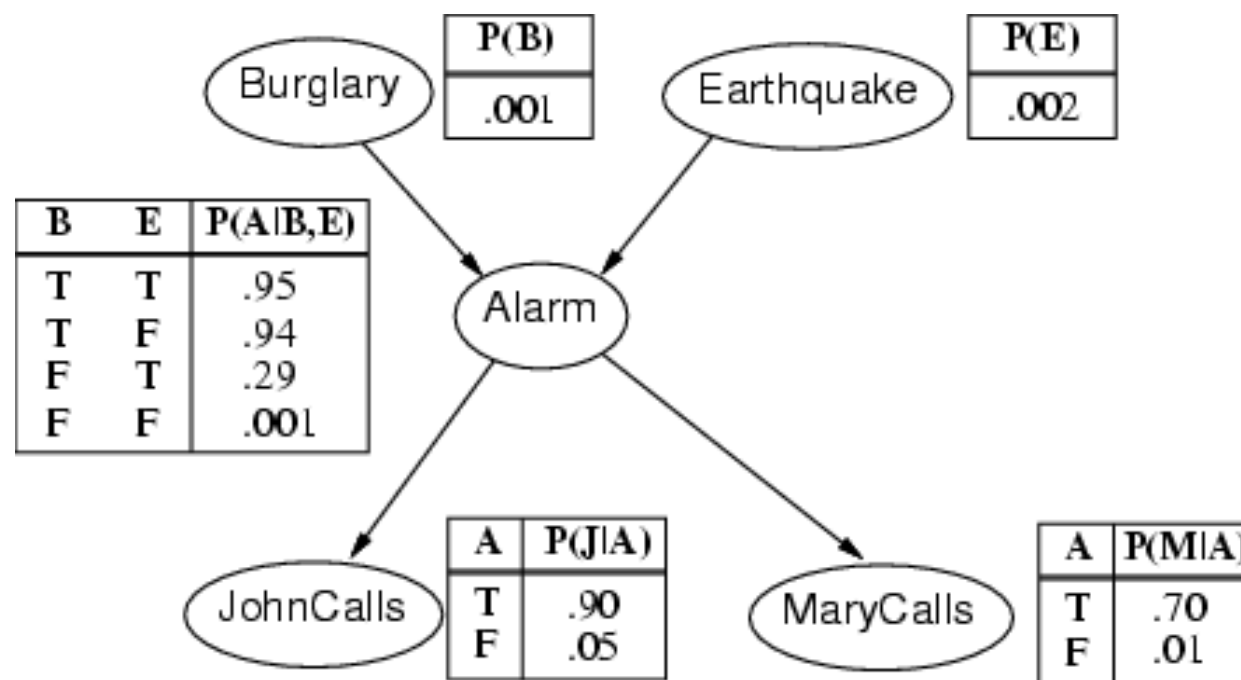 P(B)
Burglary
.001
P(E)
Earthquake
.002
B E P(A|B,E)
T T .95
T F .94
F T .29
F F .001
Alarm
JohnCalls
A P(J|A)
T .90
F .05
MaryCalls
A P(M|A)
T .70
F .01